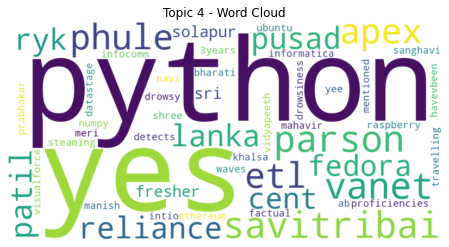 Topic 4 - Word Cloud
python
yes
ryk
phule
solapur
ubuntu
pusad
apex
sanghavi
infocomm
3years
informatica
navi
bharati
drowsiness
mentioned
havevbeen
prabhakar
datastage
numpy
drowsy
sri
yee
vidyapeeth
meri
shree
lanka
mahavir
raspberry
parson
steaming
detects
khalsa
etl
fedora
travelling
patil
visualforce
fresher
waves
cent
vanet
manish
intio
ethereum
factual
abproficiencies
reliance
savitribai